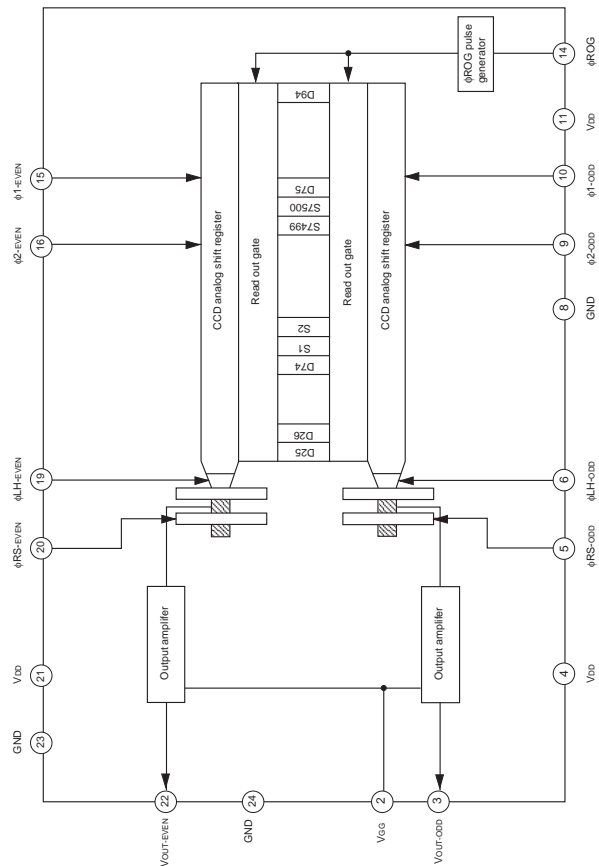 15
ϕ1-EVEN
16
ϕ2-EVEN
19
ϕLH-EVEN
20
ϕRS-EVEN
21
VDD
23
GND
22
VOUT-EVEN
24
GND
2
VGG
3
VOUT-ODD
4
VDD
5
ϕRS-ODD
6
ϕLH-ODD
8
GND
9
ϕ2-ODD
10
ϕ1-ODD
11
VDD
14
ϕROG
ϕROG pulse
generator
CCD analog shift register
Read out gate
D25
D26
D74
S1
S2
S7499
S7500
D75
D94
Read out gate
CCD analog shift register
Output amplifer
Output amplifer